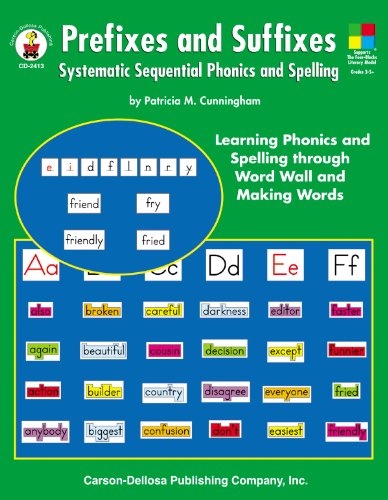 Carson-Dellosa Publishing
CID-2413
Prefixes and Suffixes
Systematic Sequential Phonics and Spelling
by Patricia M. Cunningham
Supports
The Four-Blocks
Literacy Model
Grades 3-5+
Learning Phonics and
Spelling through
Word Wall and
Making Words
e i d f l n r y
friend fry
friendly fried
Aa Cc Dd Ee Ff
also broken careful darkness editor faster
again beautiful cousin decision except funnier
action builder country disagree everyone fried
anybody biggest confusion don't easiest friendly
Carson-Dellosa Publishing Company, Inc.